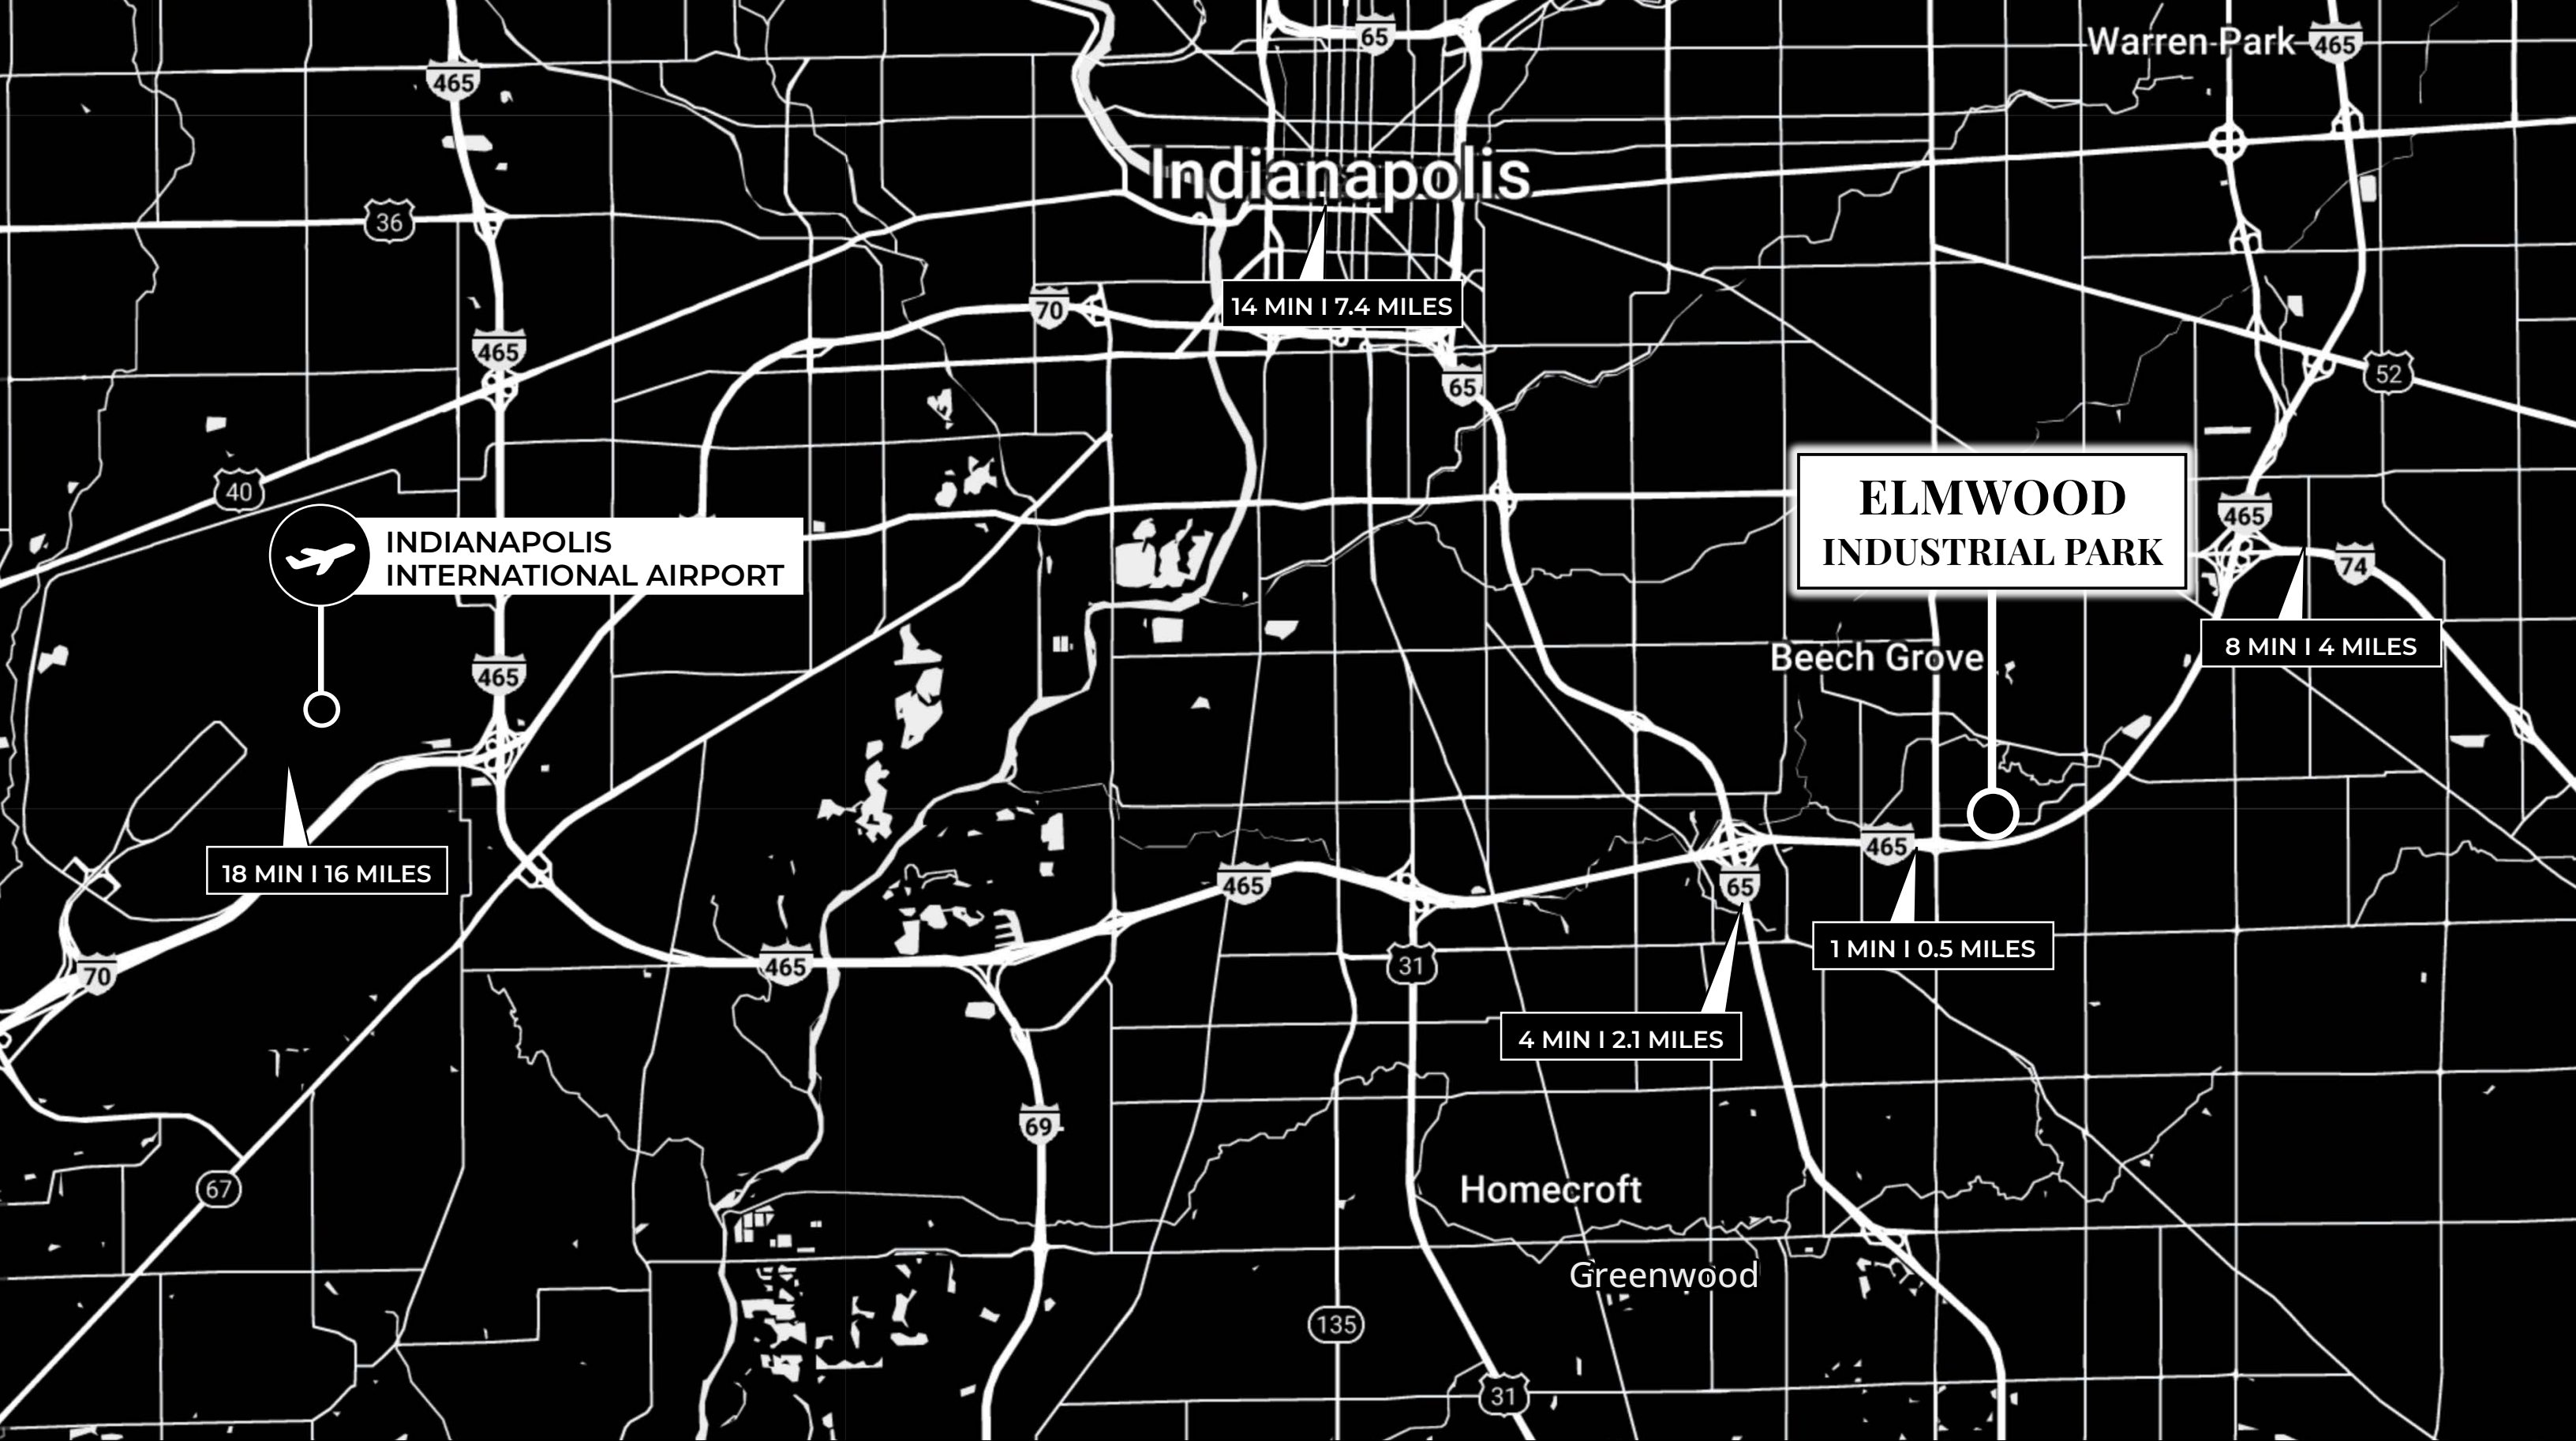 65
Warren Park
465
465
Indianapolis
36
70
14 MIN I 7.4 MILES
465
65
52
40
ELMWOOD
INDUSTRIAL PARK
465
INDIANAPOLIS
INTERNATIONAL AIRPORT
74
8 MIN I 4 MILES
Beech Grove
465
465
18 MIN I 16 MILES
465
65
1 MIN I 0.5 MILES
70
465
31
4 MIN I 2.1 MILES
69
67
Homecroft
Greenwood
135
31